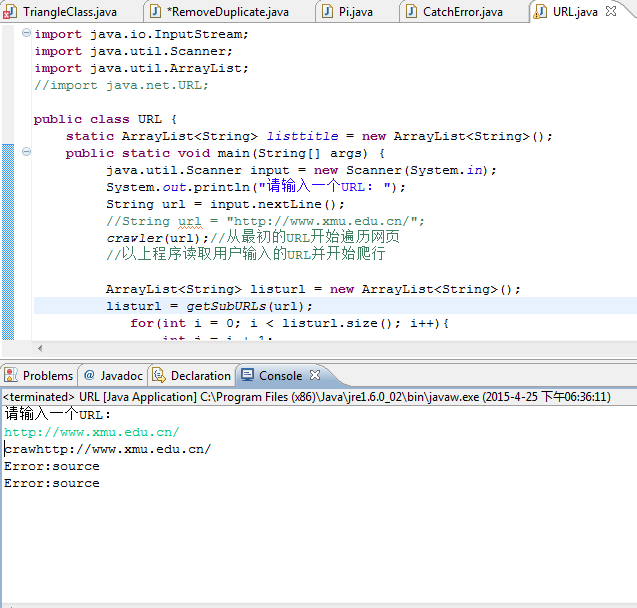 TriangleClass.java *RemoveDuplicate.java Pi.java CatchError.java URL.java
import java.io.InputStream;
import java.util.Scanner;
import java.util.ArrayList;
//import java.net.URL;
public class URL {
static ArrayList<String> listtitle = new ArrayList<String>();
public static void main(String[] args) {
java.util.Scanner input = new Scanner(System.in);
System.out.println("请输入一个URL: ");
String url = input.nextLine();
//String url = "http://www.xmu.edu.cn/";
crawler(url);//从最初的URL开始遍历网页
//以上程序读取用户输入的URL并开始爬行
ArrayList<String> listurl = new ArrayList<String>();
listurl = getSubURLs(url);
for(int i = 0; i < listurl.size(); i++){
int j = i + 1;
Problems @ Javadoc Declaration Console
<terminated> URL [Java Application] C:\Program Files (x86)\Java\jre1.6.0_02\bin\javaw.exe (2015-4-25 下午06:36:11)
请输入一个URL:
http://www.xmu.edu.cn/
crawhttp://www.xmu.edu.cn/
Error:source
Error:source